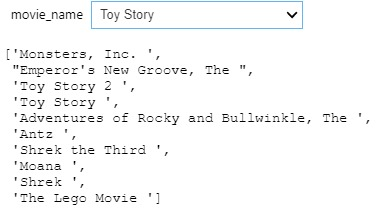 movie_name Toy Story
['Monsters, Inc. ',
"Emperor's New Groove, The ",
'Toy Story 2 ',
'Toy Story ',
'Adventures of Rocky and Bullwinkle, The ',
'Antz ',
'Shrek the Third ',
'Moana ',
'Shrek ',
'The Lego Movie ']